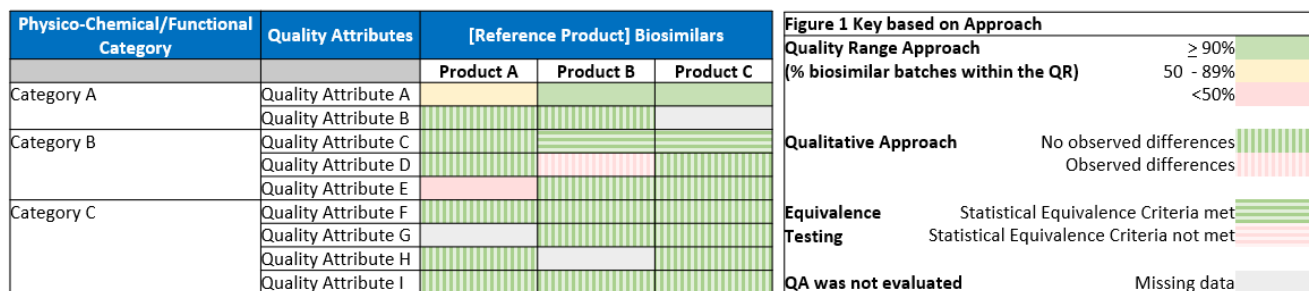 Physico-Chemical/Functional Category
Quality Attributes
[Reference Product] Biosimilars
Product A Product B Product C
Category A
Quality Attribute A
Quality Attribute B
Category B
Quality Attribute C
Quality Attribute D
Quality Attribute E
Category C
Quality Attribute F
Quality Attribute G
Quality Attribute H
Quality Attribute I
Figure 1 Key based on Approach
Quality Range Approach ≥ 90%
(% biosimilar batches within the QR) 50 - 89%
<50%
Qualitative Approach No observed differences
Observed differences
Equivalence Statistical Equivalence Criteria met
Testing Statistical Equivalence Criteria not met
QA was not evaluated Missing data